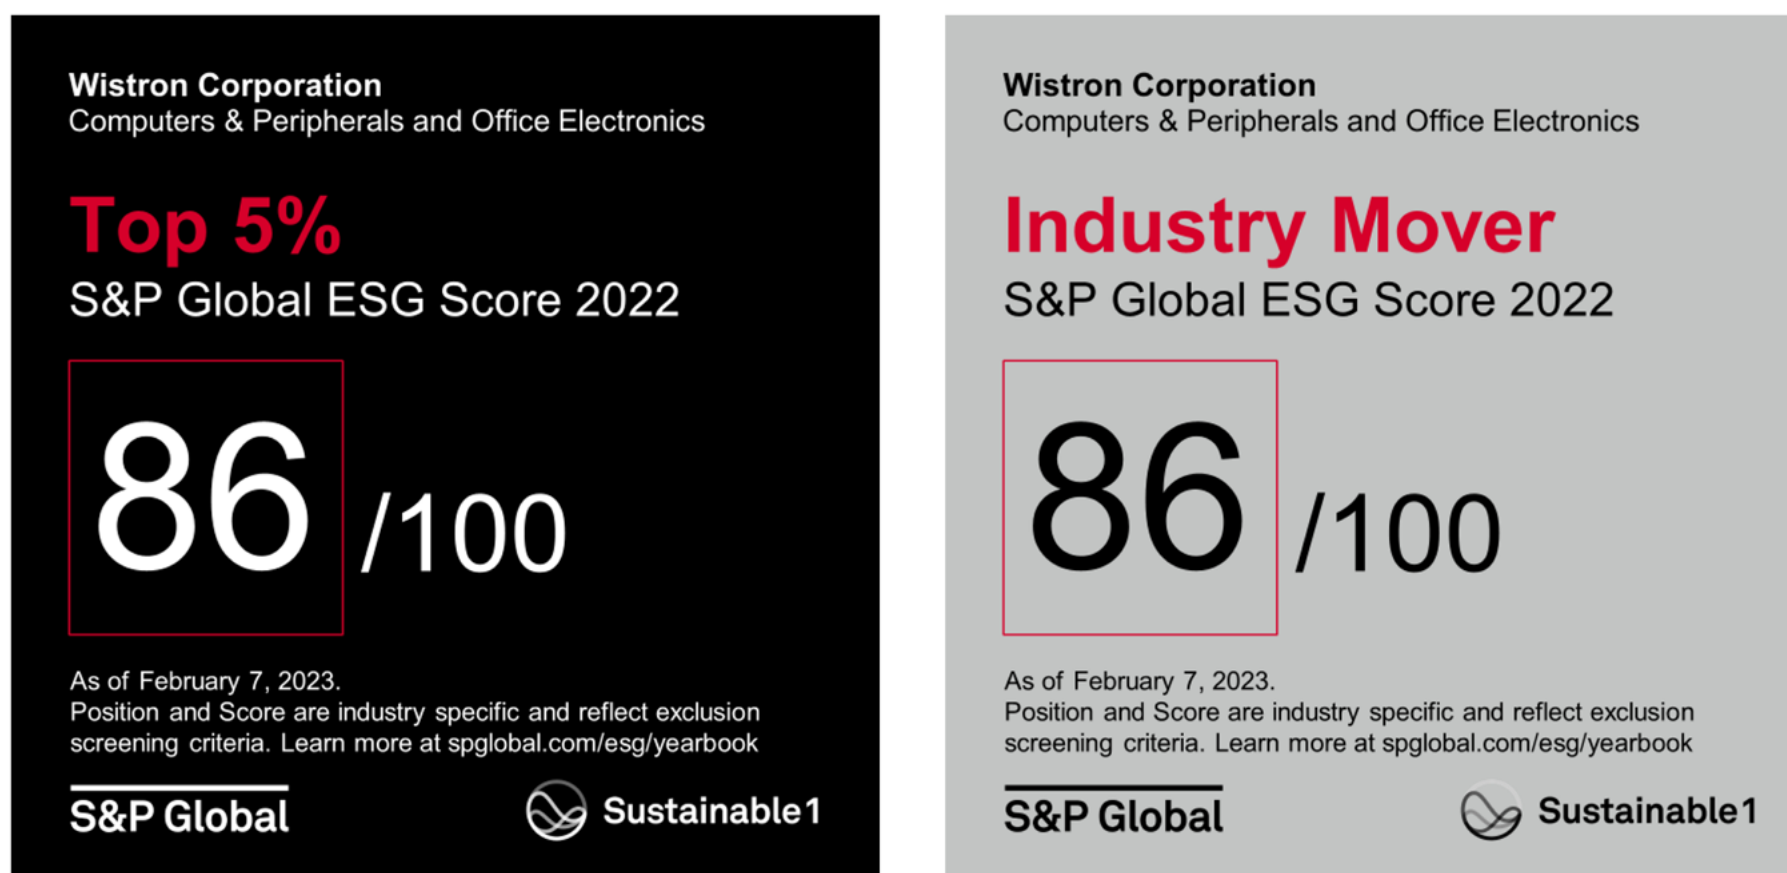 Wistron Corporation
Computers & Peripherals and Office Electronics
Top 5%
S&P Global ESG Score 2022
86 /100
As of February 7, 2023.
Position and Score are industry specific and reflect exclusion
screening criteria. Learn more at spglobal.com/esg/yearbook
S&P Global
Sustainable1
Wistron Corporation
Computers & Peripherals and Office Electronics
Industry Mover
S&P Global ESG Score 2022
86 /100
As of February 7, 2023.
Position and Score are industry specific and reflect exclusion
screening criteria. Learn more at spglobal.com/esg/yearbook
S&P Global
Sustainable1